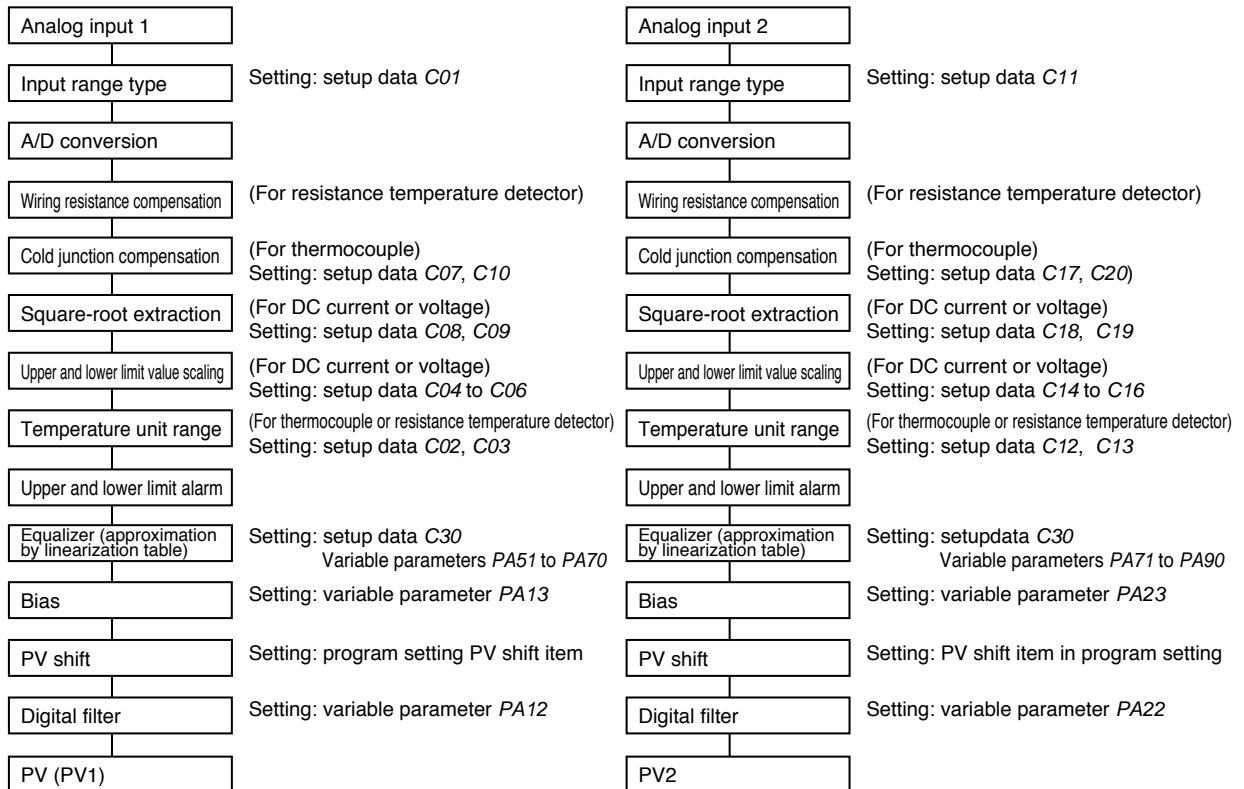 Analog input 1
Input range type
Setting: setup data C01
A/D conversion
Wiring resistance compensation
(For resistance temperature detector)
Cold junction compensation
(For thermocouple)
Setting: setup data C07, C10
Square-root extraction
(For DC current or voltage)
Setting: setup data C08, C09
Upper and lower limit value scaling
(For DC current or voltage)
Setting: setup data C04 to C06
Temperature unit range
(For thermocouple or resistance temperature detector)
Setting: setup data C02, C03
Upper and lower limit alarm
Equalizer (approximation
by linearization table)
Setting: setup data C30
Variable parameters PA51 to PA70
Bias
Setting: variable parameter PA13
PV shift
Setting: program setting PV shift item
Digital filter
Setting: variable parameter PA12
PV (PV1)
Analog input 2
Input range type
Setting: setup data C11
A/D conversion
Wiring resistance compensation
(For resistance temperature detector)
Cold junction compensation
(For thermocouple)
Setting: setup data C17, C20)
Square-root extraction
(For DC current or voltage)
Setting: setup data C18, C19
Upper and lower limit value scaling
(For DC current or voltage)
Setting: setup data C14 to C16
Temperature unit range
(For thermocouple or resistance temperature detector)
Setting: setup data C12, C13
Upper and lower limit alarm
Equalizer (approximation
by linearization table)
Setting: setupdata C30
Variable parameters PA71 to PA90
Bias
Setting: variable parameter PA23
PV shift
Setting: PV shift item in program setting
Digital filter
Setting: variable parameter PA22
PV2